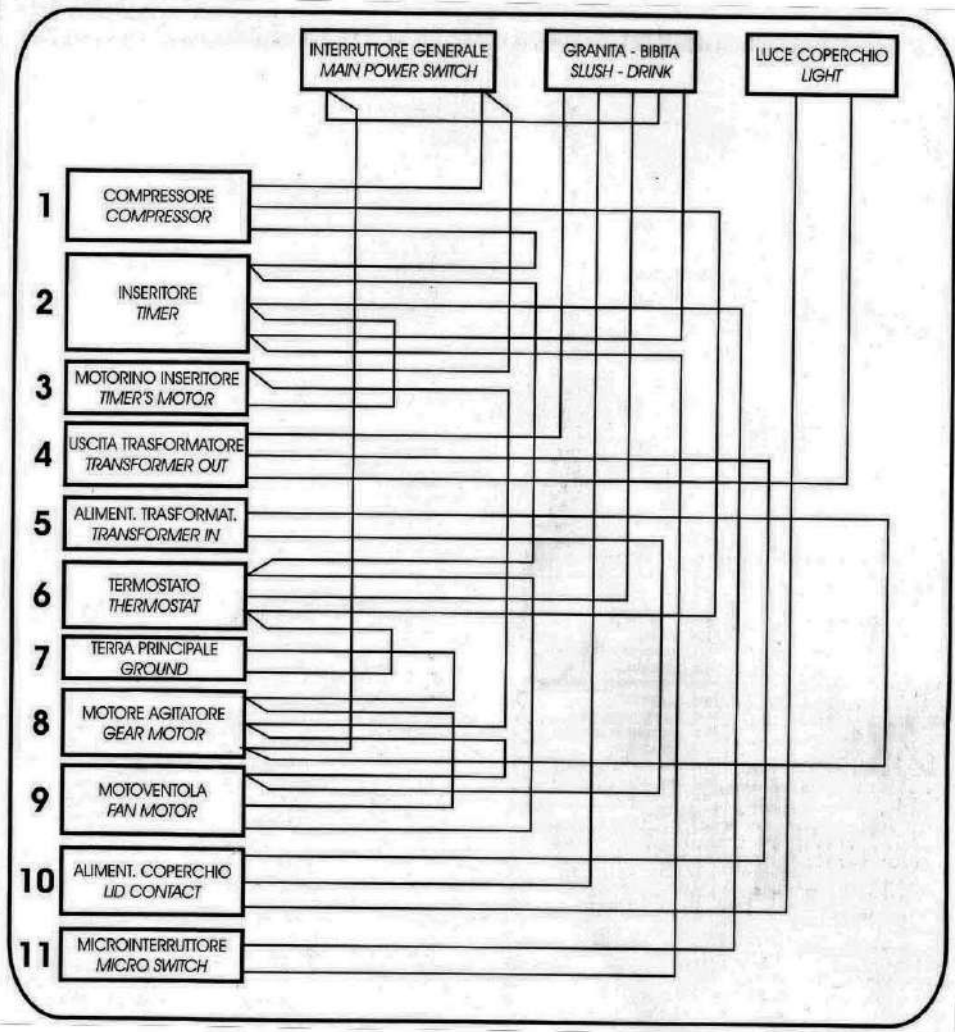 INTERRUTTORE GENERALE
MAIN POWER SWITCH
GRANITA - BIBITA
SLUSH - DRINK
LUCE COPERCHIO
LIGHT
1
COMPRESSORE
COMPRESSOR
2
INSERITORE
TIMER
3
MOTORINO INSERITORE
TIMER'S MOTOR
4
USCITA TRASFORMATORE
TRANSFORMER OUT
5
ALIMENT. TRASFORMAT.
TRANSFORMER IN
6
TERMOSTATO
THERMOSTAT
7
TERRA PRINCIPALE
GROUND
8
MOTORE AGITATORE
GEAR MOTOR
9
MOTOVENTOLA
FAN MOTOR
10
ALIMENT. COPERCHIO
LID CONTACT
11
MICROINTERRUTTORE
MICRO SWITCH